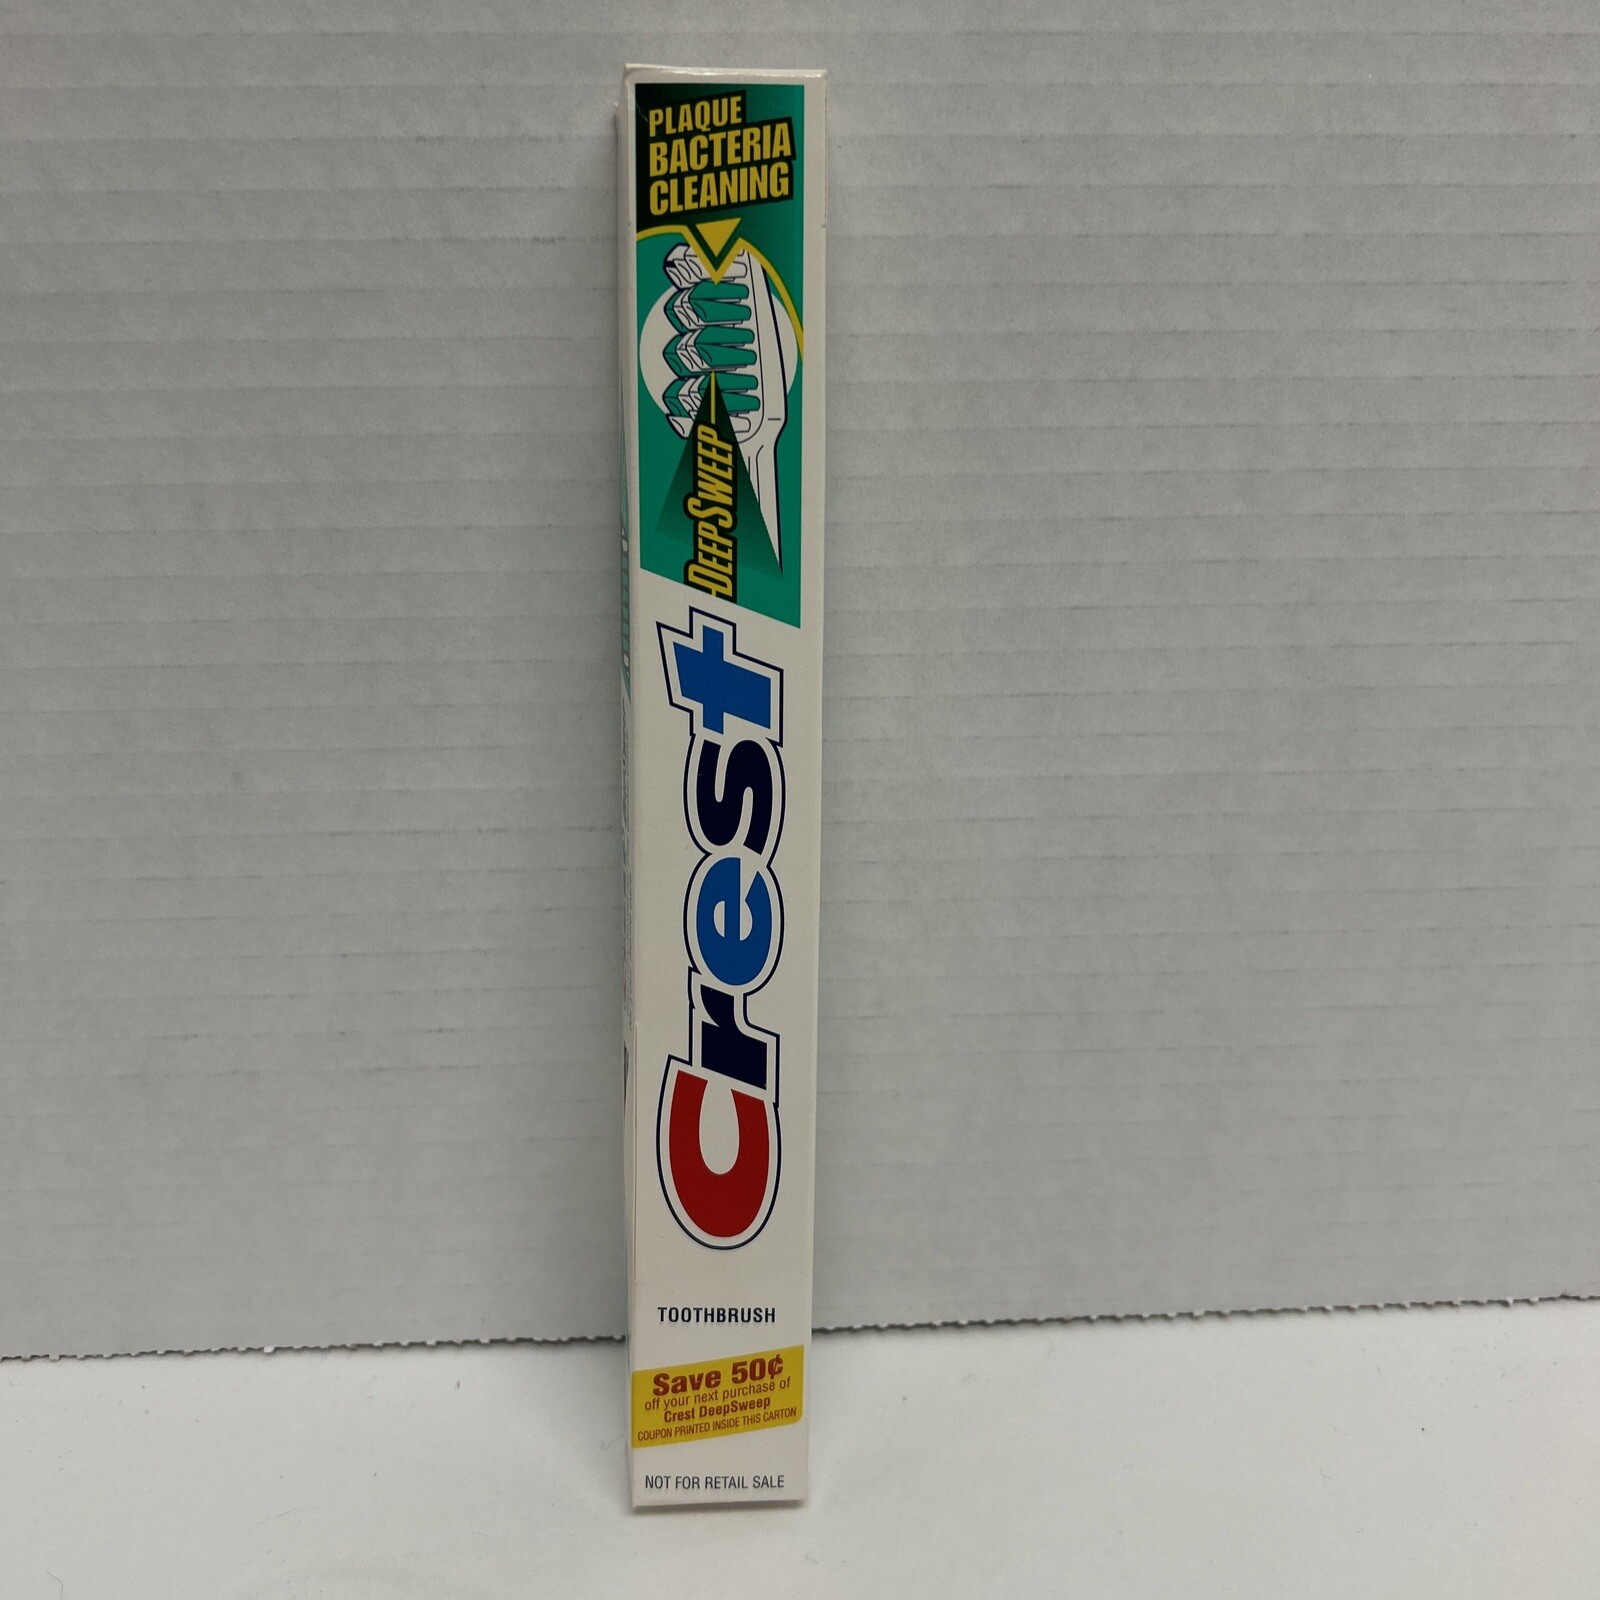 PLAQUE
BACTERIA
CLEANING
DEEPSWEEP
Crest
TOOTHBRUSH
Save 50¢
off your next purchase of
Crest DeepSweep
COUPON PRINTED INSIDE THIS CARTON
NOT FOR RETAIL SALE